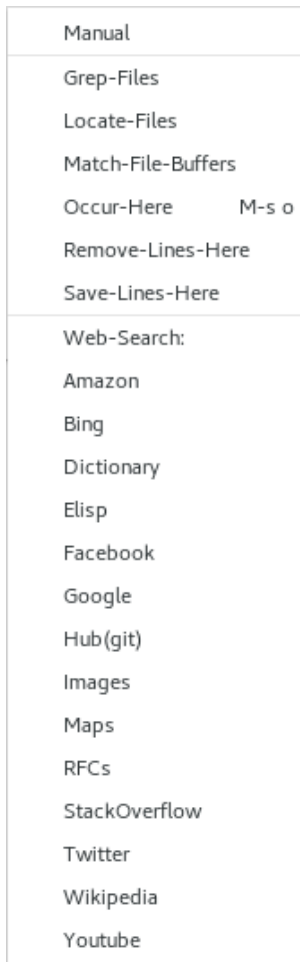 Manual
Grep-Files
Locate-Files
Match-File-Buffers
Occur-Here M-s o
Remove-Lines-Here
Save-Lines-Here
Web-Search:
Amazon
Bing
Dictionary
Elisp
Facebook
Google
Hub(git)
Images
Maps
RFCs
StackOverflow
Twitter
Wikipedia
Youtube